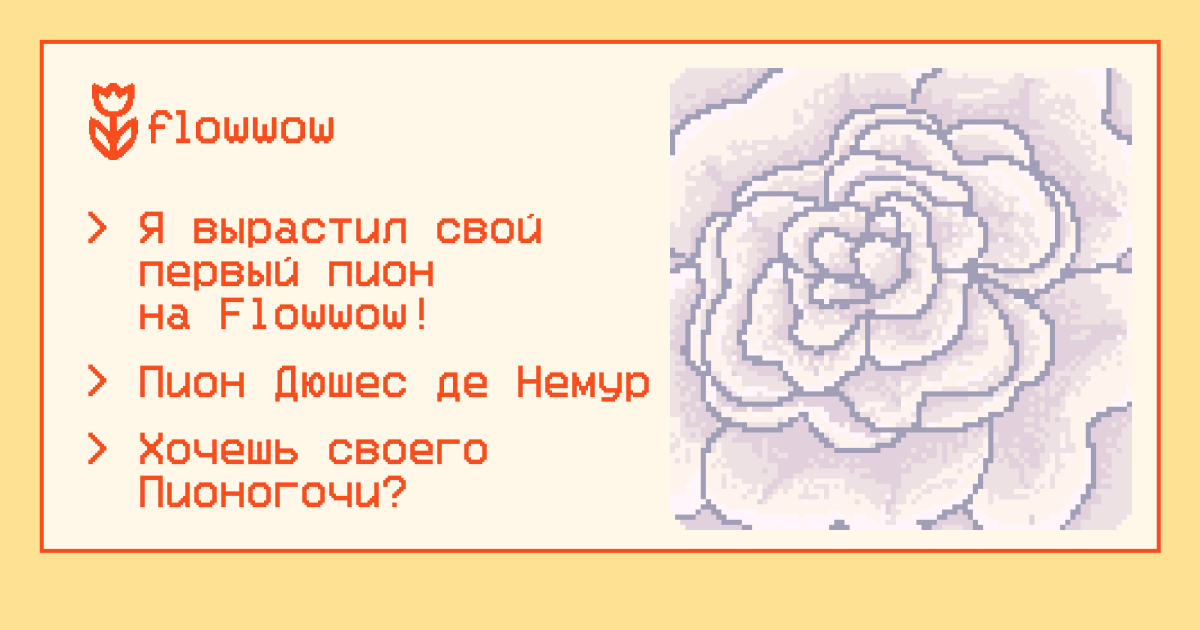 flowwow
> Я вырастил свой
первый пион
на Flowwow!
> Пион Дюшес де Немур
> Хочешь своего
Пионогочи?